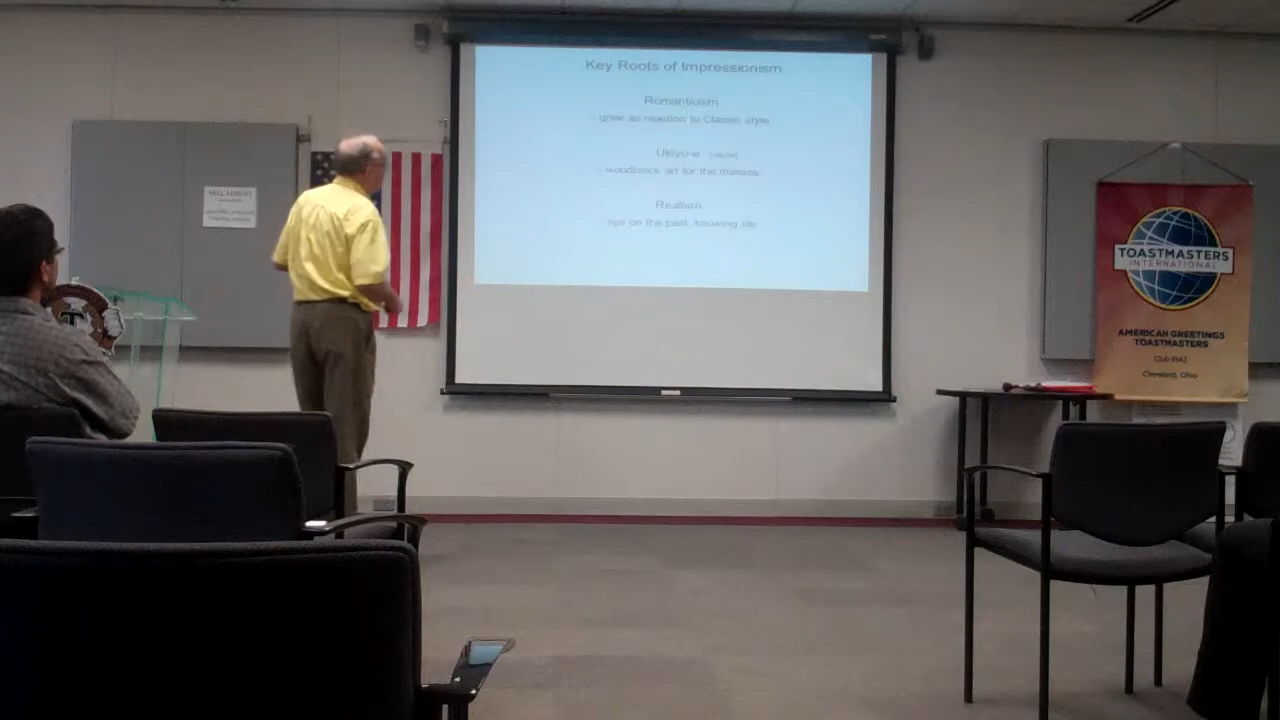 Key Roots of Impressionism
Romanticism
- grew as reaction to Classic style
Ukiyo-e
- woodblock art for the masses
Realism
eye on the past, knowing life
MALADROIT
TOASTMASTERS
INTERNATIONAL
AMERICAN GREETINGS
TOASTMASTERS
Cleveland, Ohio